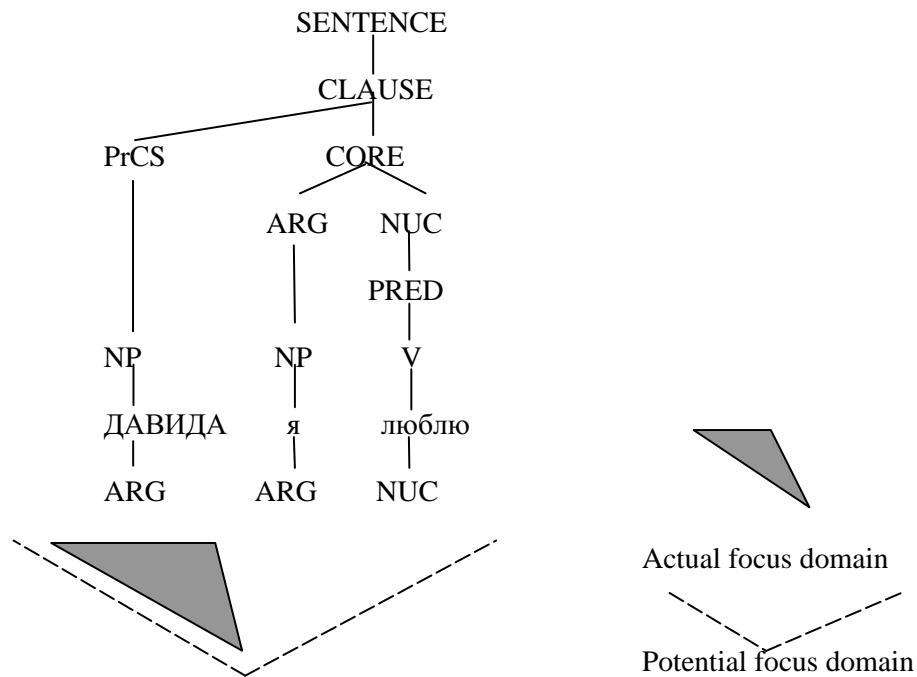 SENTENCE
CLAUSE
PrCS CORE
ARG NUC
PRED
NP NP V
ДАВИДА я люблю
ARG ARG NUC
Actual focus domain
Potential focus domain